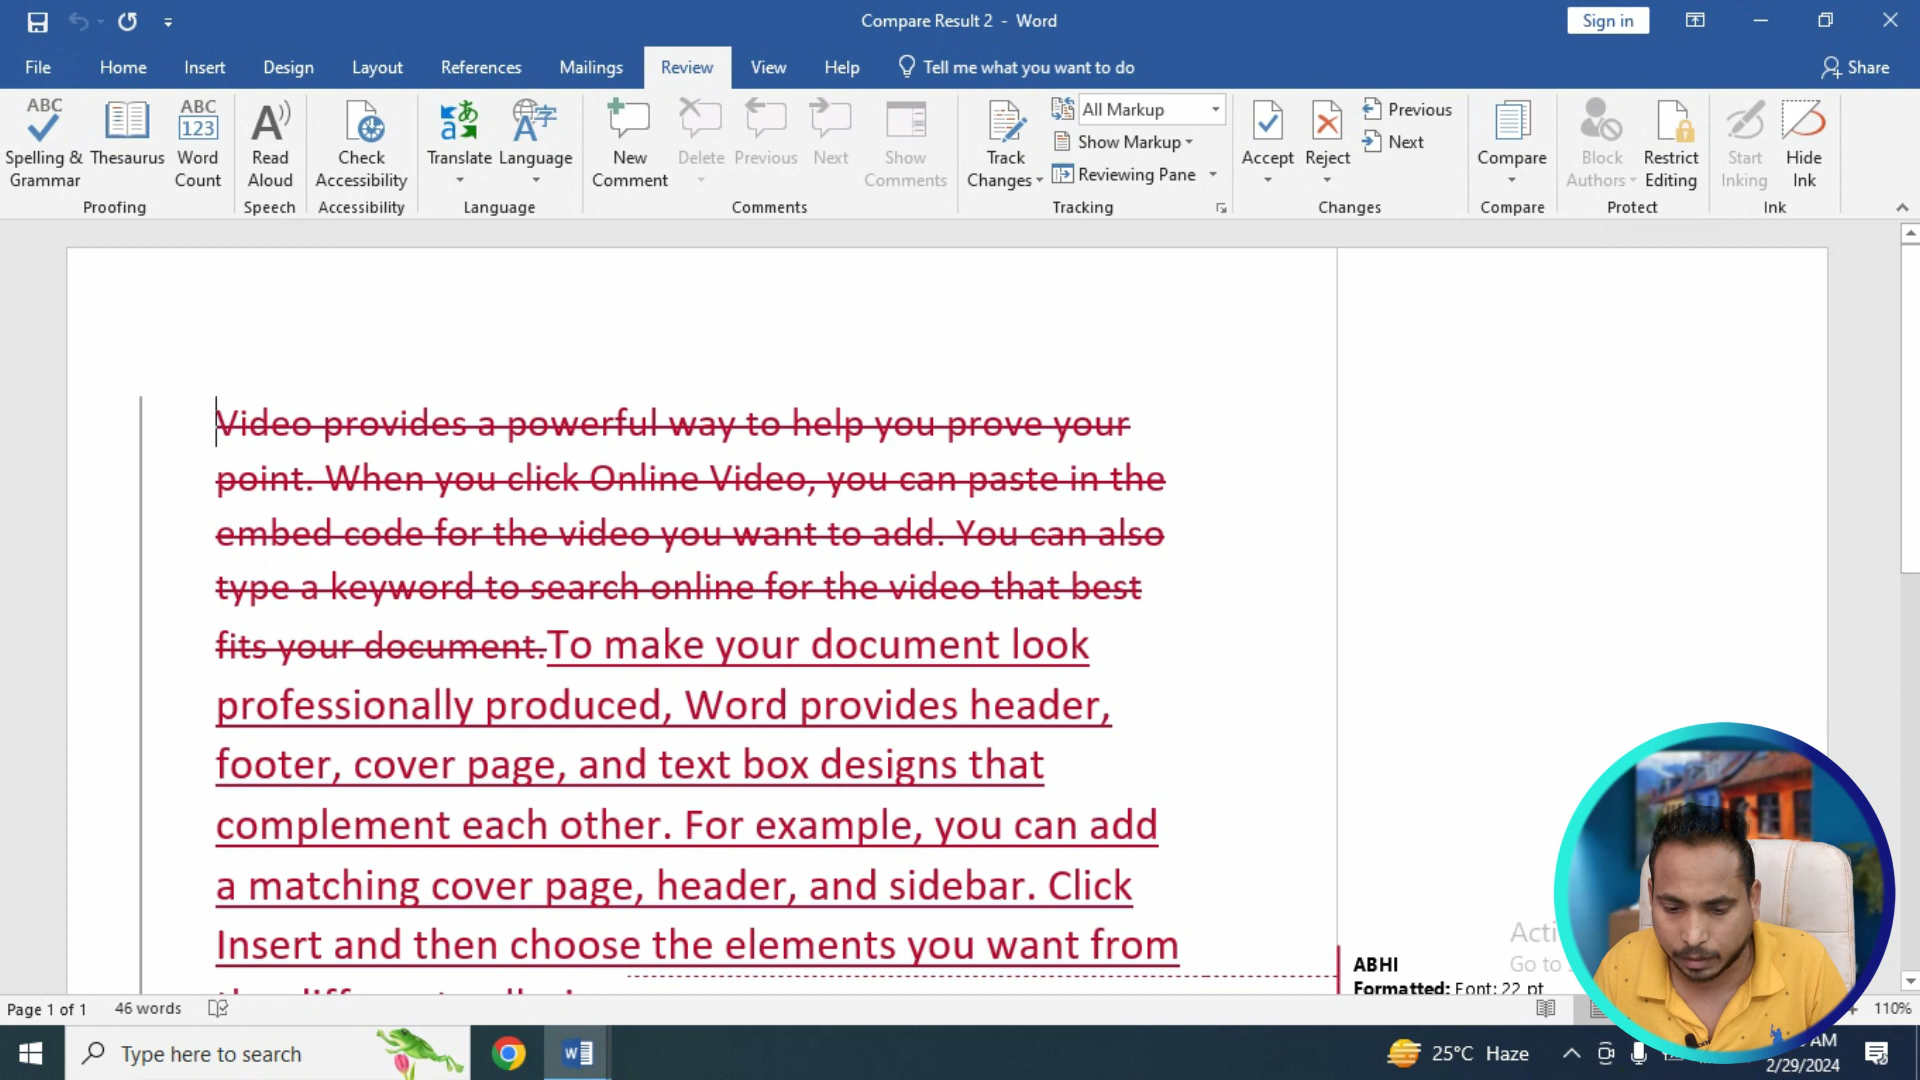 Compare Result 2 - Word
Sign in
File Home Insert Design Layout References Mailings Review View Help Tell me what you want to do Share
ABC Spelling & Grammar
Thesaurus
ABC 123 Word Count
Proofing
Read Aloud
Speech
Check Accessibility
Accessibility
Translate
Language
Language
New Comment
Delete
Previous
Next
Show Comments
Comments
Track Changes
All Markup
Show Markup
Reviewing Pane
Tracking
Accept
Reject
Previous
Next
Changes
Compare
Compare
Block Authors
Restrict Editing
Protect
Start Inking
Hide Ink
Ink
Video provides a powerful way to help you prove your
point. When you click Online Video, you can paste in the
embed code for the video you want to add. You can also
type a keyword to search online for the video that best
fits your document.To make your document look
professionally produced, Word provides header,
footer, cover page, and text box designs that
complement each other. For example, you can add
a matching cover page, header, and sidebar. Click
Insert and then choose the elements you want from
Acti
Go to
ABHI
Formatted: Font: 22 pt
Page 1 of 1 46 words
110%
Type here to search
25°C Haze
AM
2/29/2024